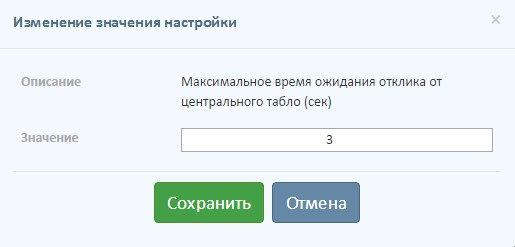 Изменение значения настройки ×
Описание Максимальное время ожидания отклика от
центрального табло (сек)
Значение 3
Сохранить Отмена